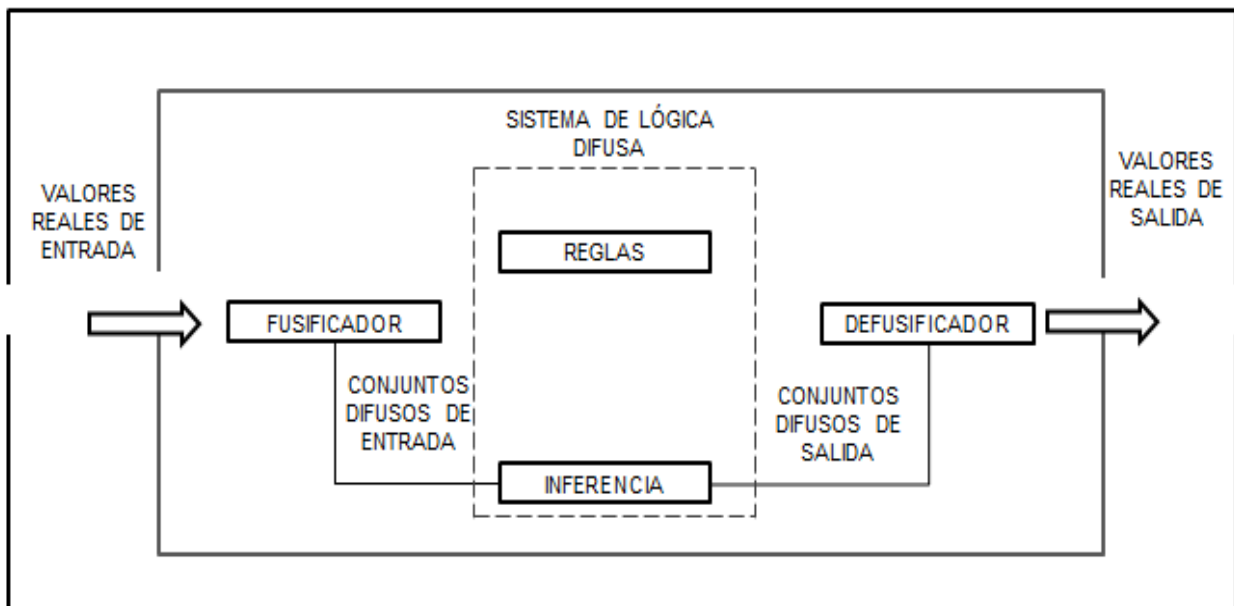 SISTEMA DE LÓGICA
DIFUSA
VALORES
REALES DE
ENTRADA
VALORES
REALES DE
SALIDA
REGLAS
FUSIFICADOR
DEFUSIFICADOR
CONJUNTOS
DIFUSOS DE
ENTRADA
CONJUNTOS
DIFUSOS DE
SALIDA
INFERENCIA